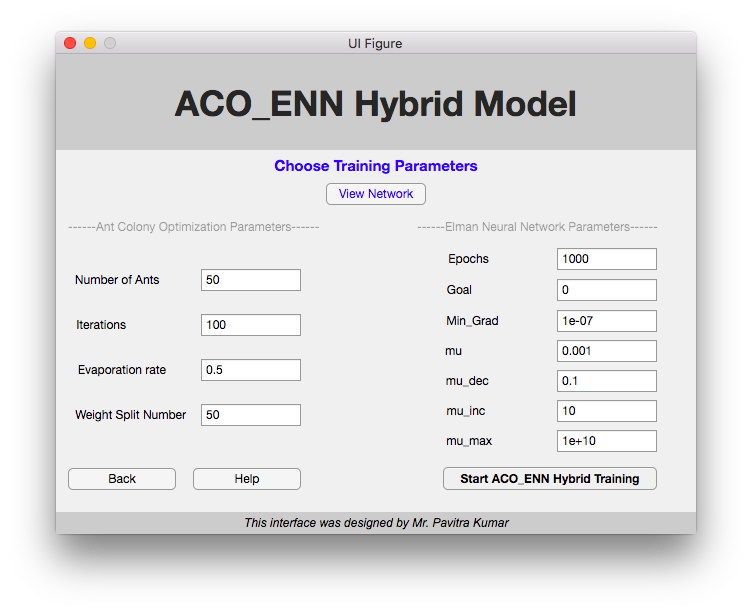 UI Figure
ACO_ENN Hybrid Model
Choose Training Parameters
View Network
------Ant Colony Optimization Parameters------
Number of Ants 50
Iterations 100
Evaporation rate 0.5
Weight Split Number 50
------Elman Neural Network Parameters------
Epochs 1000
Goal 0
Min_Grad 1e-07
mu 0.001
mu_dec 0.1
mu_inc 10
mu_max 1e+10
Back Help Start ACO_ENN Hybrid Training
This interface was designed by Mr. Pavitra Kumar